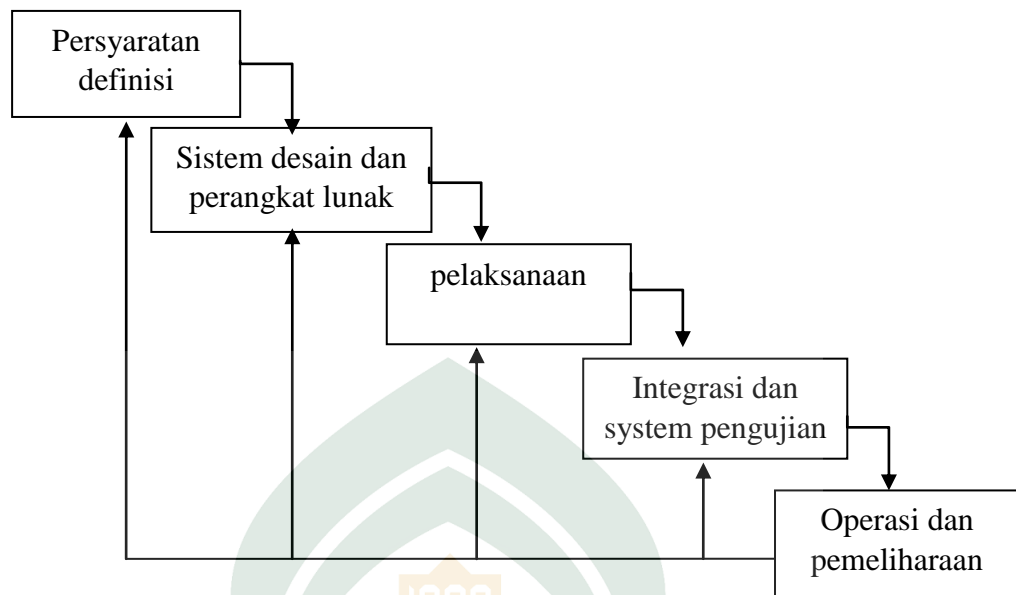 Persyaratan
definisi
Sistem desain dan
perangkat lunak
pelaksanaan
Integrasi dan
system pengujian
Operasi dan
pemeliharaan